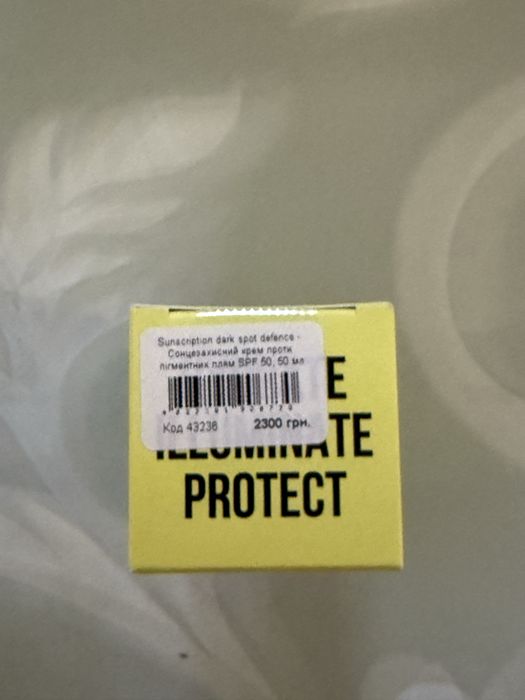 Sunscription dark spot defence -
Сонцезахисний крем проти
пігментних плям SPF 50, 50 мл
Код 43236
2300 грн.
E
ILLUMINATE
PROTECT